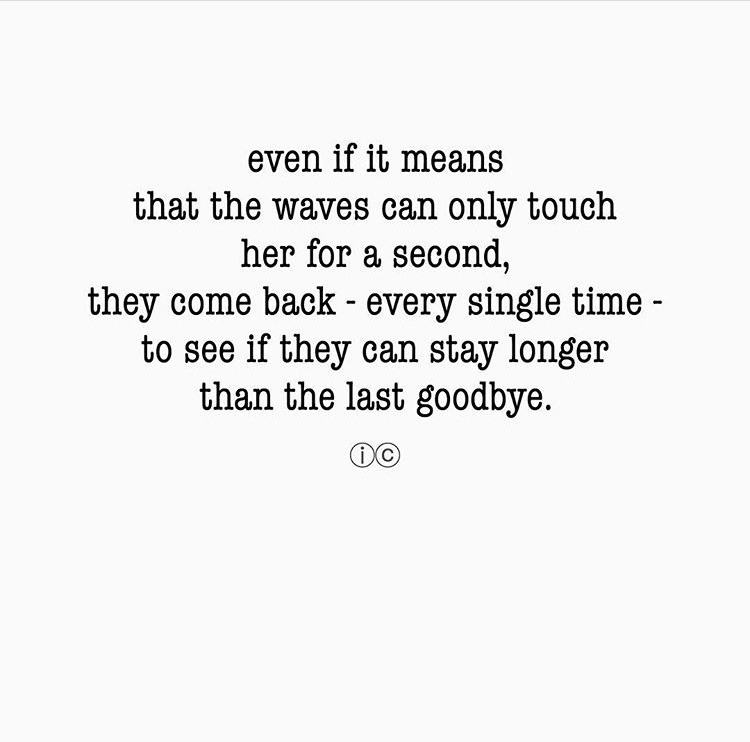 even if it means
that the waves can only touch
her for a second,
they come back - every single time -
to see if they can stay longer
than the last goodbye.
ⓘⓒ